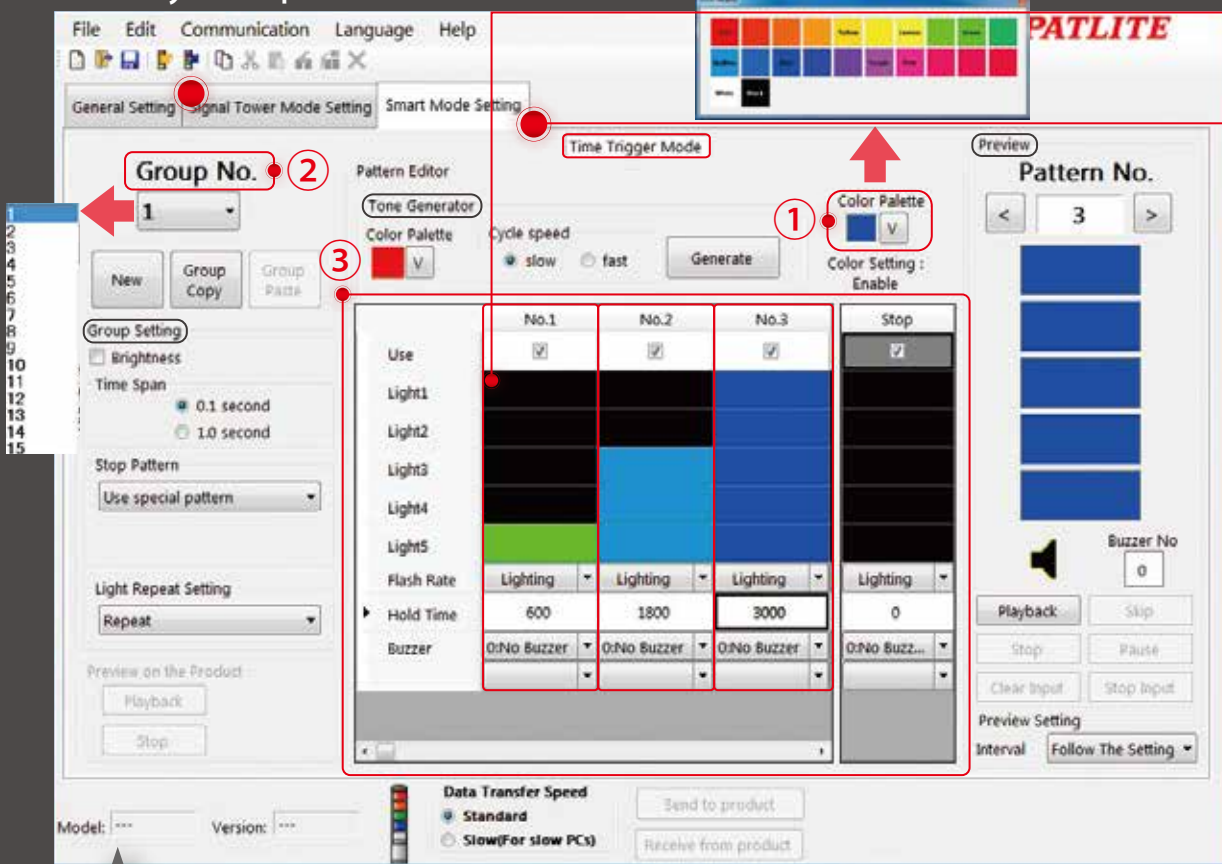 File Edit Communication Language Help
PATLITE
General Setting
Signal Tower Mode Setting
Smart Mode Setting
Time Trigger Mode
Group No.
②
1
1
2
3
4
5
6
7
8
9
10
11
12
13
14
15
New
Group Copy
Group Paste
Group Setting
Brightness
Time Span
0.1 second
1.0 second
Stop Pattern
Use special pattern
Light Repeat Setting
Repeat
Preview on the Product
Playback
Stop
Pattern Editor
Tone Generator
Color Palette
V
Cycle speed
slow
fast
Generate
①
Color Palette
V
Color Setting :
Enable
③
No.1 No.2 No.3 Stop
Use
Light1
Light2
Light3
Light4
Light5
Flash Rate Lighting Lighting Lighting Lighting
Hold Time 600 1800 3000 0
Buzzer 0:No Buzzer 0:No Buzzer 0:No Buzzer 0:No Buzz...
Preview
Pattern No.
< 3 >
Buzzer No
0
Playback Skip
Stop Pause
Clear Input Stop Input
Preview Setting
Interval Follow The Setting
Model: --- Version: ---
Data Transfer Speed
Standard
Slow(For slow PCs)
Send to product
Receive from product